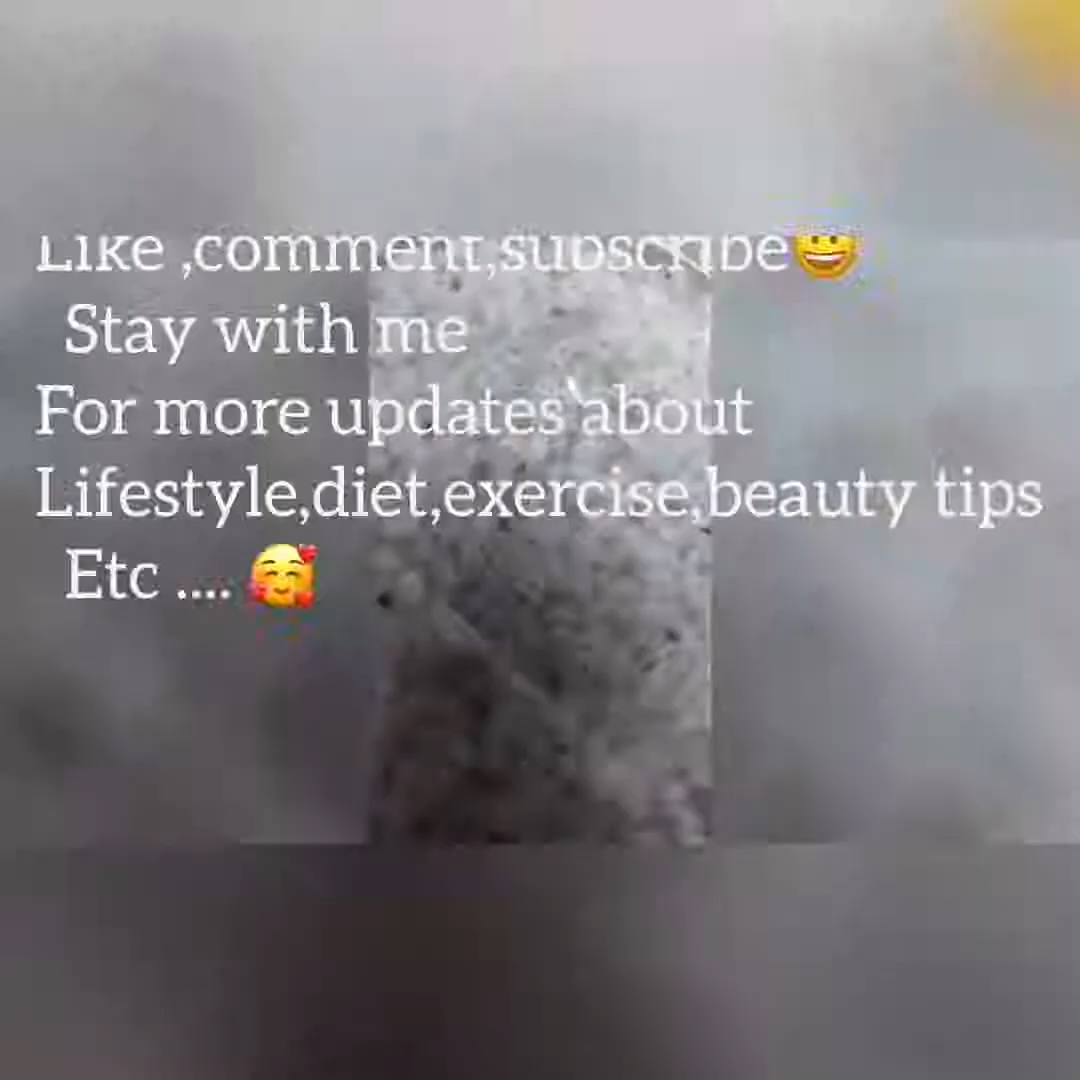 Like ,comment,subscribe😀
Stay with me
For more updates about
Lifestyle,diet,exercise,beauty tips
Etc .... 🥰